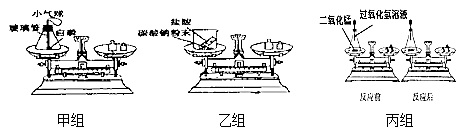 小气球
玻璃管
白磷
盐酸
碳酸钠粉末
二氧化锰
过氧化氢溶液
反应前
反应后
甲组
乙组
丙组